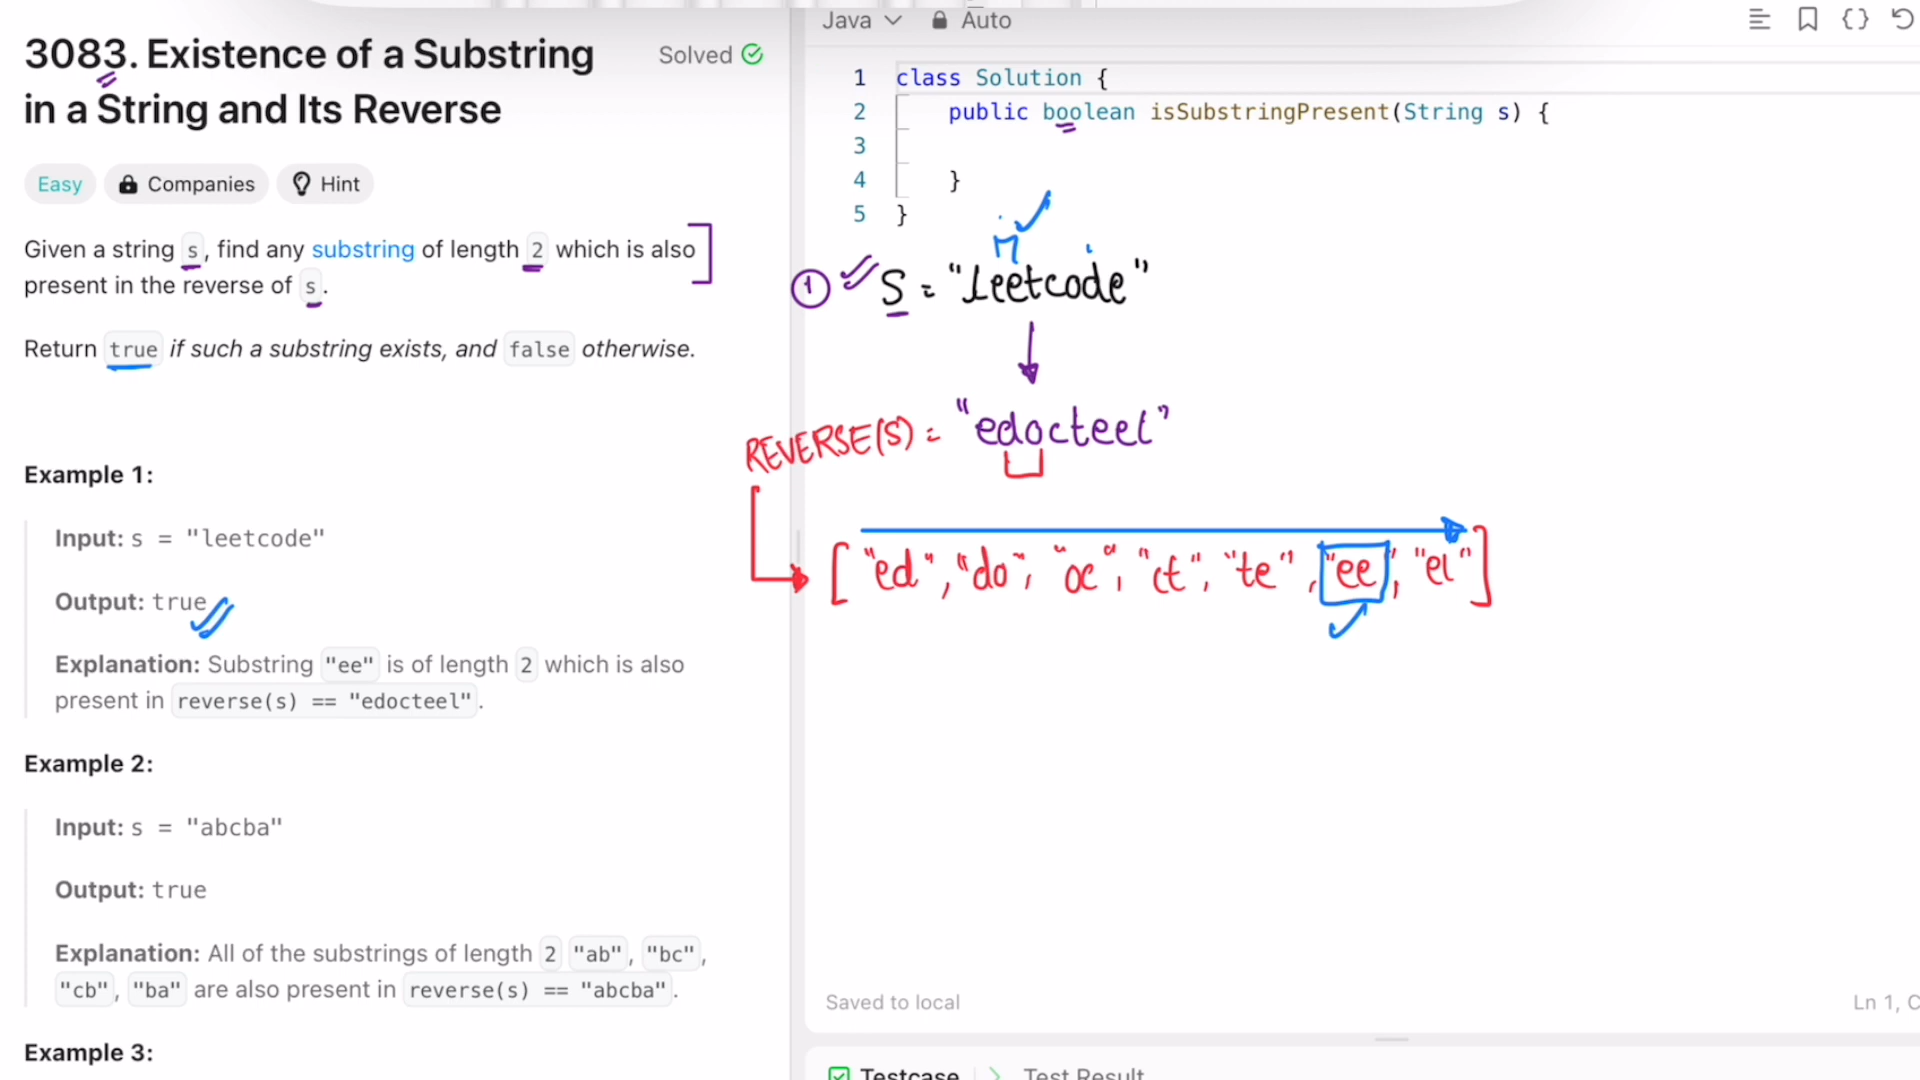 3083. Existence of a Substring
in a String and Its Reverse
Solved
Easy
Companies
Hint
Given a string s, find any substring of length 2 which is also
present in the reverse of s.
Return true if such a substring exists, and false otherwise.
Example 1:
Input: s = "leetcode"
Output: true
Explanation: Substring "ee" is of length 2 which is also
present in reverse(s) == "edocteel".
Example 2:
Input: s = "abcba"
Output: true
Explanation: All of the substrings of length 2 "ab", "bc",
"cb", "ba" are also present in reverse(s) == "abcba".
Example 3:
Java
Auto
1 class Solution {
2 public boolean isSubstringPresent(String s) {
3
4 }
5 }
① S = "Leetcode"
REVERSE(S) = "edocteel"
["ed", "do", "oc", "ct", "te", "ee", "el"]
Saved to local
Ln 1, C
Testcase
Test Result